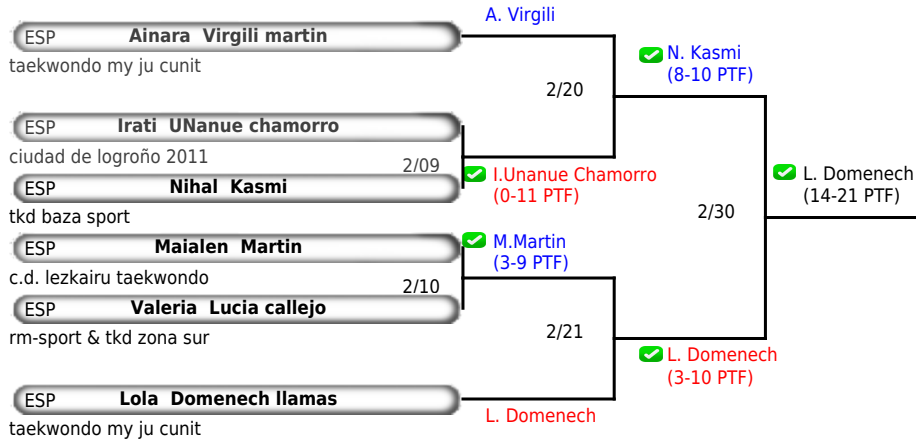 A. Virgili
ESP Ainara Virgili martin
taekwondo my ju cunit
N. Kasmi
(8-10 PTF)
2/20
ESP Irati UNanue chamorro
ciudad de logroño 2011
2/09
I.Unanue Chamorro
(0-11 PTF)
ESP Nihal Kasmi
tkd baza sport
L. Domenech
(14-21 PTF)
2/30
ESP Maialen Martin
c.d. lezkairu taekwondo
M.Martin
(3-9 PTF)
2/10
ESP Valeria Lucia callejo
rm-sport & tkd zona sur
2/21
L. Domenech
(3-10 PTF)
ESP Lola Domenech llamas
taekwondo my ju cunit
L. Domenech